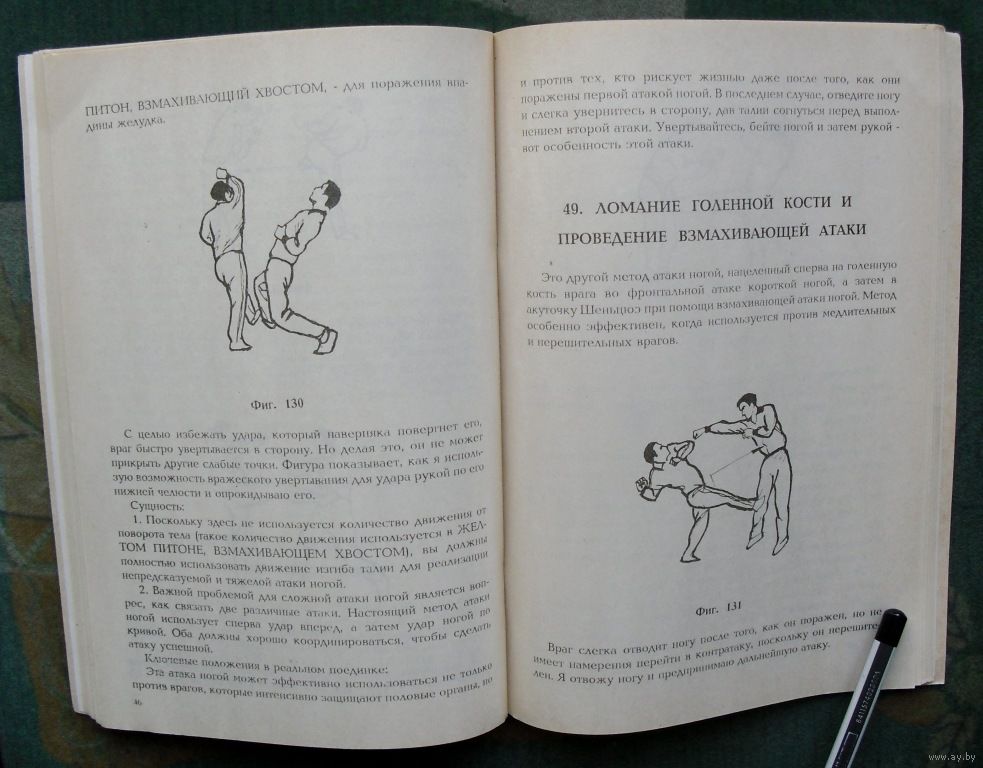 ПИТОН, ВЗМАХИВАЮЩИЙ ХВОСТОМ, - для поражения впа-
дины желудка.
Фиг. 130
С целью избежать удара, который наверняка повергнет его,
враг быстро увертывается в сторону. Но делая это, он не может
прикрыть другие слабые точки. Фигура показывает, как я исполь-
зую возможность вражеского увертывания для удара рукой по его
нижней челюсти и опрокидываю его.
Сущность:
1. Поскольку здесь не используется количество движения от
поворота тела (такое количество движения используется в ЖЕЛ-
ТОМ ПИТОНЕ, ВЗМАХИВАЮЩЕМ ХВОСТОМ), вы должны
полностью использовать движение изгиба талии для реализации
непредсказуемой и тяжелой атаки ногой.
2. Важной проблемой для сложной атаки ногой является воп-
рос, как связать две различные атаки. Настоящий метод атаки
ногой использует сперва удар вперед, а затем удар ногой по
кривой. Оба должны хорошо координироваться, чтобы сделать
атаку успешной.
Ключевые положения в реальном поединке:
Эта атака ногой может эффективно использоваться не только
против врагов, которые интенсивно защищают половые органы, но
46
и против тех, кто рискует жизнью даже после того, как они
поражены первой атакой ногой. В последнем случае, отведите ногу
и слегка увернитесь в сторону, дав талии согнуться перед выпол-
нением второй атаки. Увертывайтесь, бейте ногой и затем рукой -
вот особенность этой атаки.
49. ЛОМАНИЕ ГОЛЕННОЙ КОСТИ И
ПРОВЕДЕНИЕ ВЗМАХИВАЮЩЕЙ АТАКИ
Это другой метод атаки ногой, нацеленный сперва на голенную
кость врага во фронтальной атаке короткой ногой, а затем в
акуточку Шеньцюэ при помощи взмахивающей атаки ногой. Метод
особенно эффективен, когда используется против медлительных
и нерешительных врагов.
Фиг. 131
Враг слегка отводит ногу после того, как он поражен, но не
имеет намерения перейти в контратаку, поскольку он нерешите-
лен. Я отвожу ногу и предпринимаю дальнейшую атаку.
www.ay.by